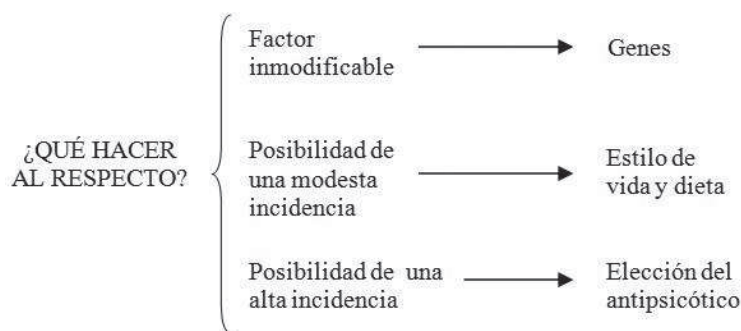 ¿QUÉ HACER
AL RESPECTO?
Factor
inmodificable
Genes
Posibilidad de
una modesta
incidencia
Estilo de
vida y dieta
Posibilidad de una
alta incidencia
Elección del
antipsicótico